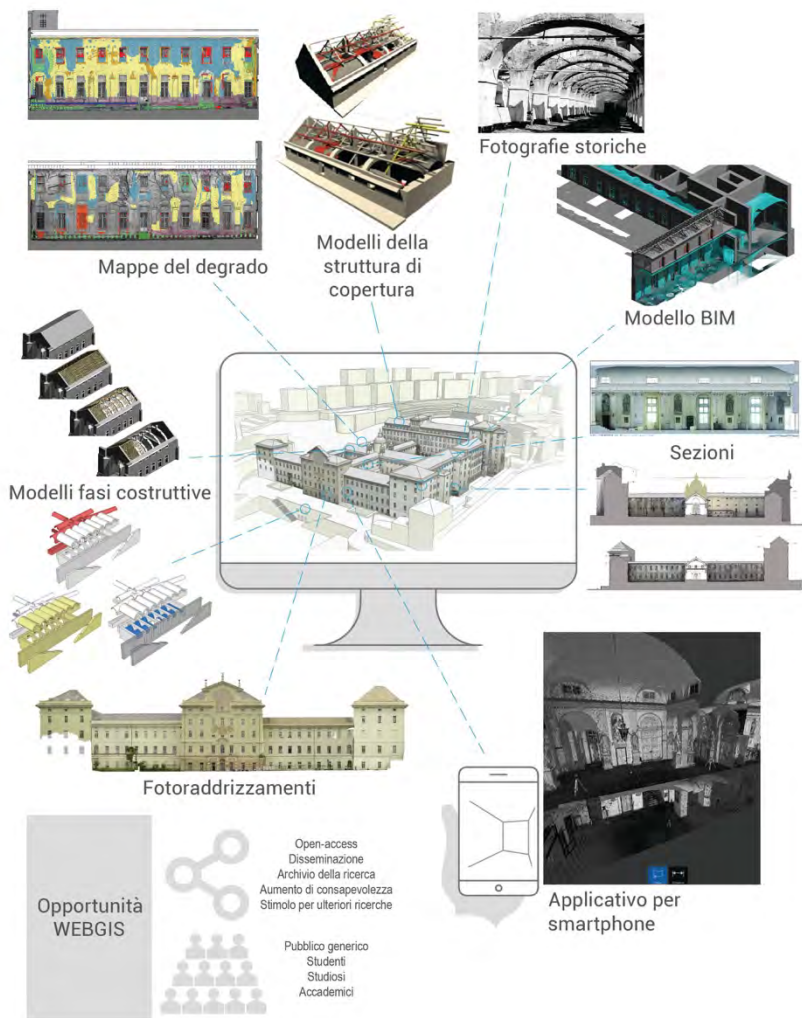 Fotografie storiche
Mappe del degrado
Modelli della
struttura di
copertura
Modello BIM
Sezioni
Modelli fasi costruttive
Fotoraddrizzamenti
Opportunità
WEBGIS
Open-access
Disseminazione
Archivio della ricerca
Aumento di consapevolezza
Stimolo per ulteriori ricerche
Pubblico generico
Studenti
Studiosi
Accademici
Applicativo per
smartphone